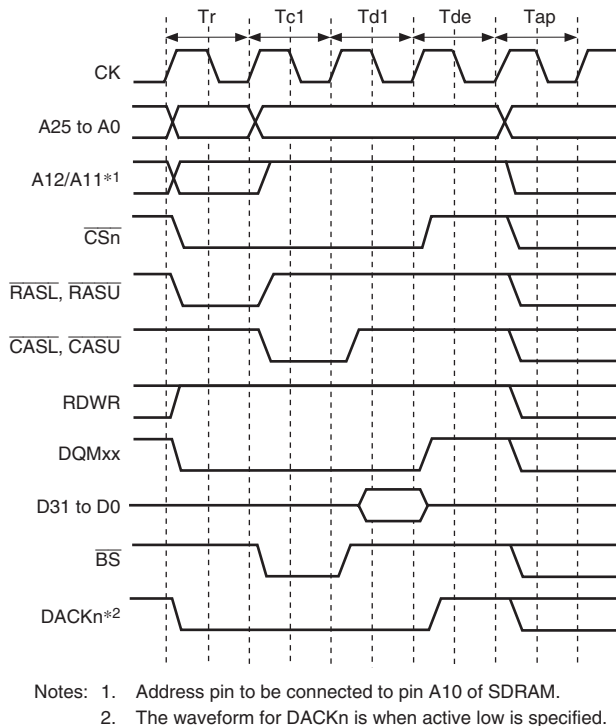 Tr Tc1 Td1 Tde Tap
CK
A25 to A0
A12/A11*1
CSn
RASL, RASU
CASL, CASU
RDWR
DQMxx
D31 to D0
BS
DACKn*2
Notes: 1. Address pin to be connected to pin A10 of SDRAM.
2. The waveform for DACKn is when active low is specified.